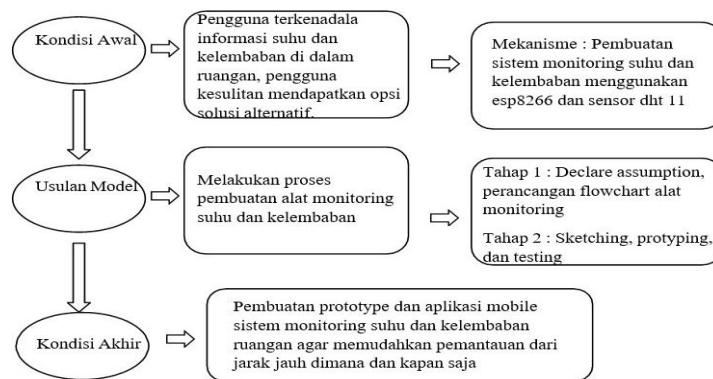 Kondisi Awal
Pengguna terkenadala
informasi suhu dan
kelembaban di dalam
ruangan, pengguna
kesulitan mendapatkan opsi
solusi alternatif.
Mekanisme : Pembuatan
sistem monitoring suhu dan
kelembaban menggunakan
esp8266 dan sensor dht 11
Usulan Model
Melakukan proses
pembuatan alat monitoring
suhu dan kelembaban
Tahap 1 : Declare assumption,
perancangan flowchart alat
monitoring
Tahap 2 : Sketching, protyping,
dan testing
Kondisi Akhir
Pembuatan prototype dan aplikasi mobile
sistem monitoring suhu dan kelembaban
ruangan agar memudahkan pemantauan dari
jarak jauh dimana dan kapan saja